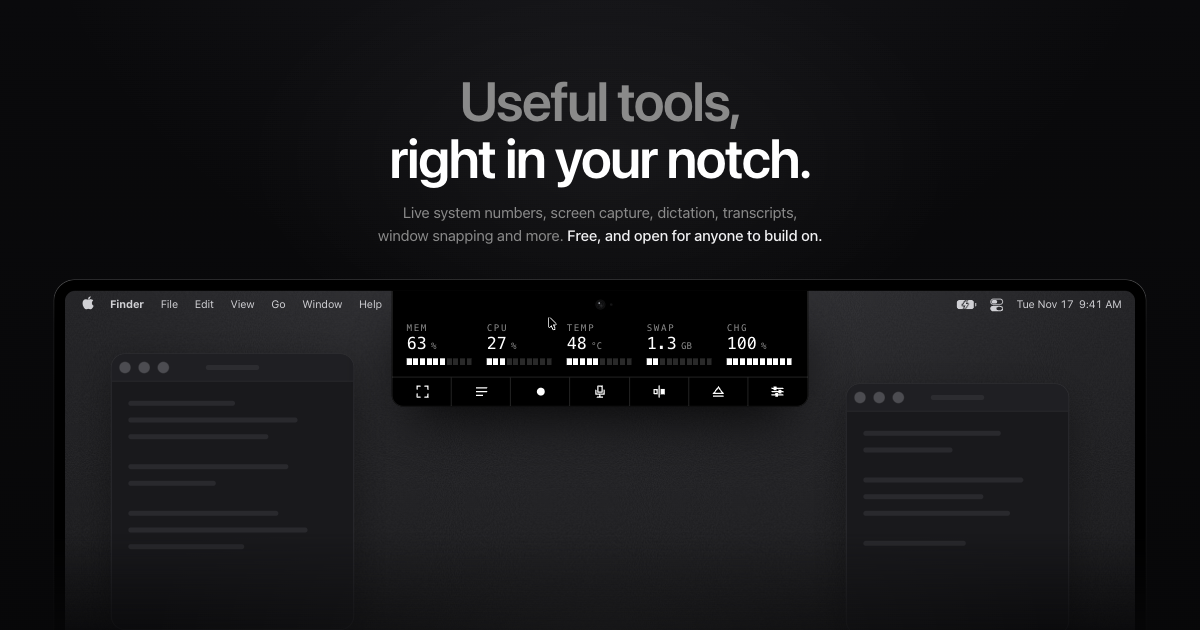 Useful tools,
right in your notch.
Live system numbers, screen capture, dictation, transcripts,
window snapping and more. Free, and open for anyone to build on.
Finder File Edit View Go Window Help
Tue Nov 17 9:41 AM
MEM CPU TEMP SWAP CHG
63 % 27 % 48 °C 1.3 GB 100 %